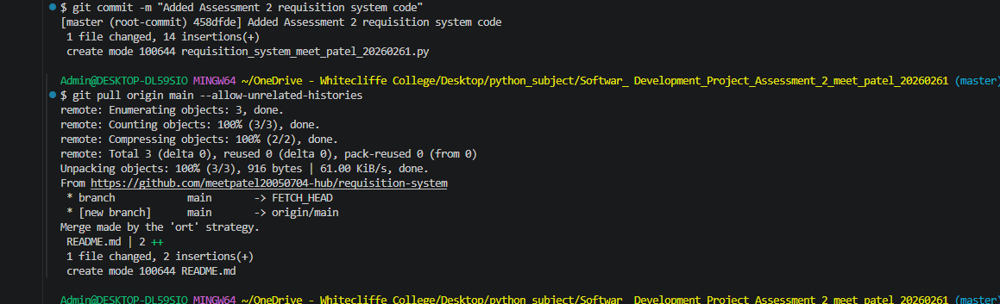 $ git commit -m "Added Assessment 2 requisition system code"
[master (root-commit) 458dfde] Added Assessment 2 requisition system code
 1 file changed, 14 insertions(+)
 create mode 100644 requisition_system_meet_patel_20260261.py
Admin@DESKTOP-DL59SIO MINGW64 ~/OneDrive - Whitecliffe College/Desktop/python_subject/Softwar_ Development_Project_Assessment_2_meet_patel_20260261 (master)
$ git pull origin main --allow-unrelated-histories
remote: Enumerating objects: 3, done.
remote: Counting objects: 100% (3/3), done.
remote: Compressing objects: 100% (2/2), done.
remote: Total 3 (delta 0), reused 0 (delta 0), pack-reused 0 (from 0)
Unpacking objects: 100% (3/3), 916 bytes | 61.00 KiB/s, done.
From https://github.com/meetpatel20050704-hub/requisition-system
 * branch            main       -> FETCH_HEAD
 * [new branch]      main       -> origin/main
Merge made by the 'ort' strategy.
 README.md | 2 ++
 1 file changed, 2 insertions(+)
 create mode 100644 README.md
Admin@DESKTOP-DL59SIO MINGW64 ~/OneDrive - Whitecliffe College/Desktop/python_subject/Softwar_ Development_Project_Assessment_2_meet_patel_20260261 (master)